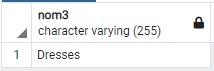 nom3
character varying (255)
1 Dresses